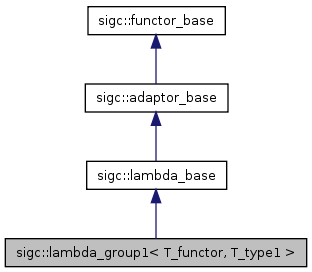 sigc::functor_base
sigc::adaptor_base
sigc::lambda_base
sigc::lambda_group1< T_functor, T_type1 >